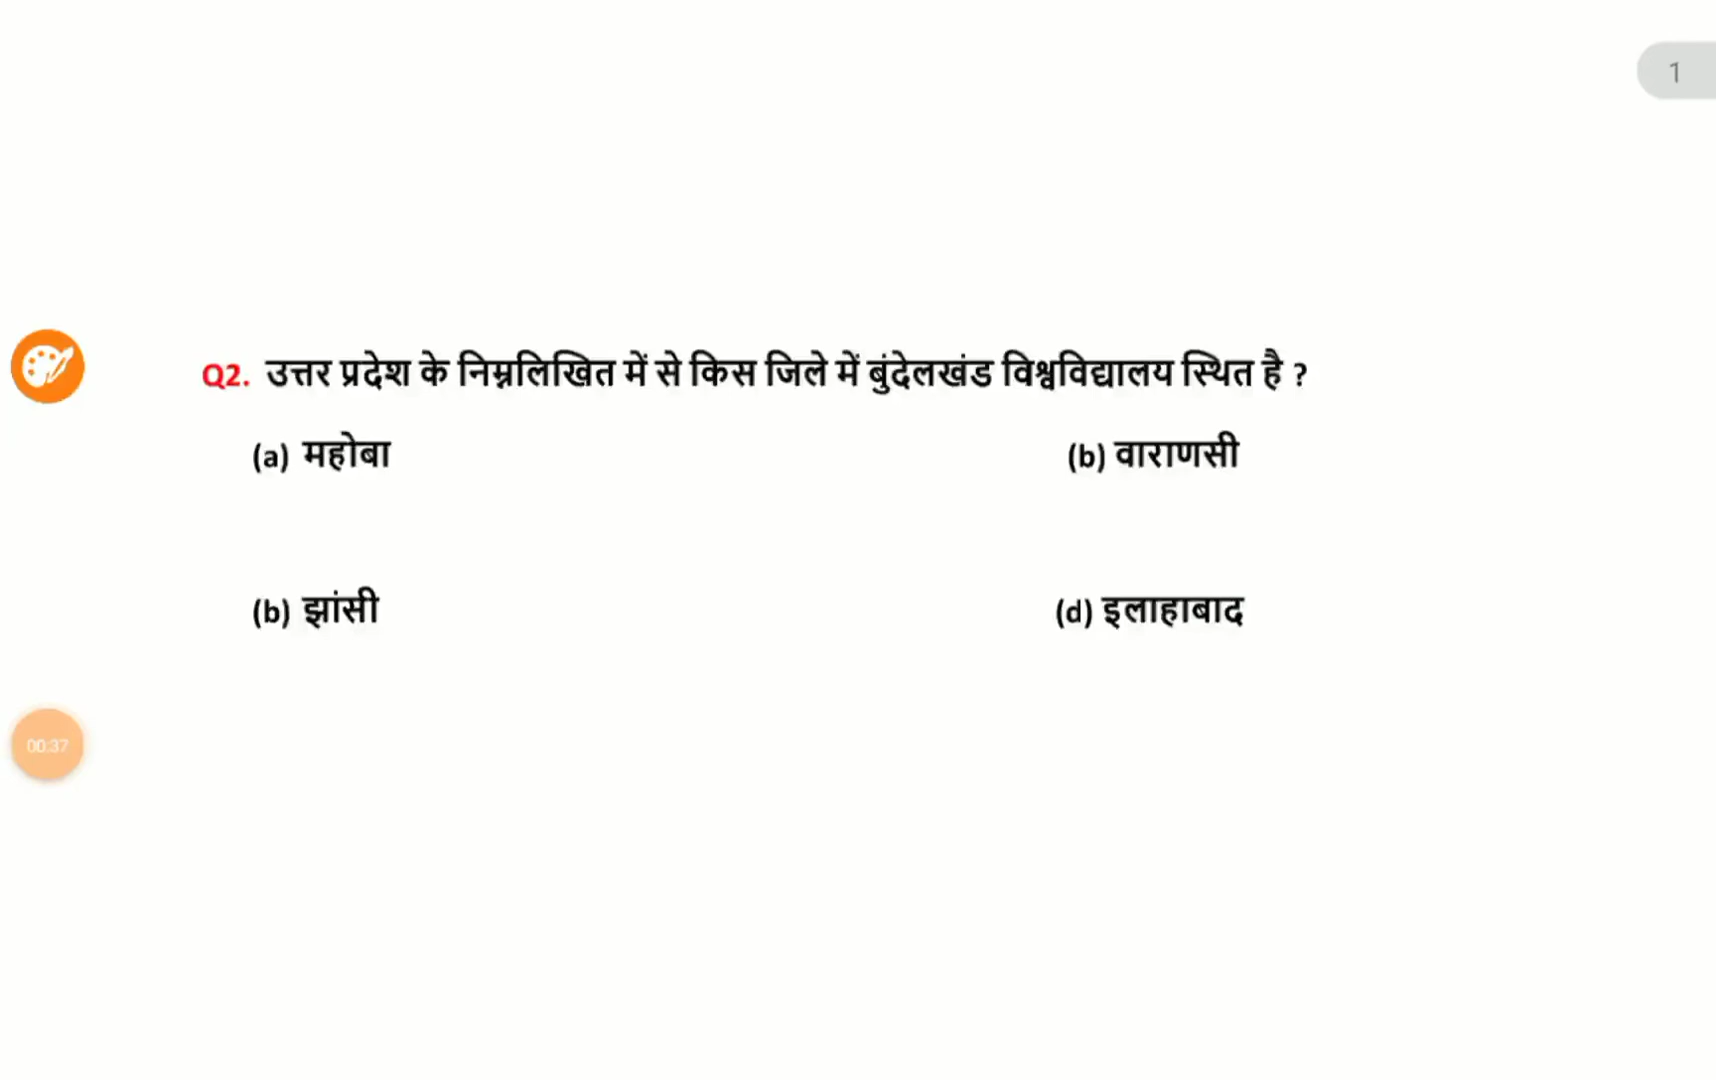 1
Q2. उत्तर प्रदेश के निम्नलिखित में से किस जिले में बुंदेलखंड विश्वविद्यालय स्थित है ?
(a) महोबा (b) वाराणसी
(b) झांसी (d) इलाहाबाद
00:37